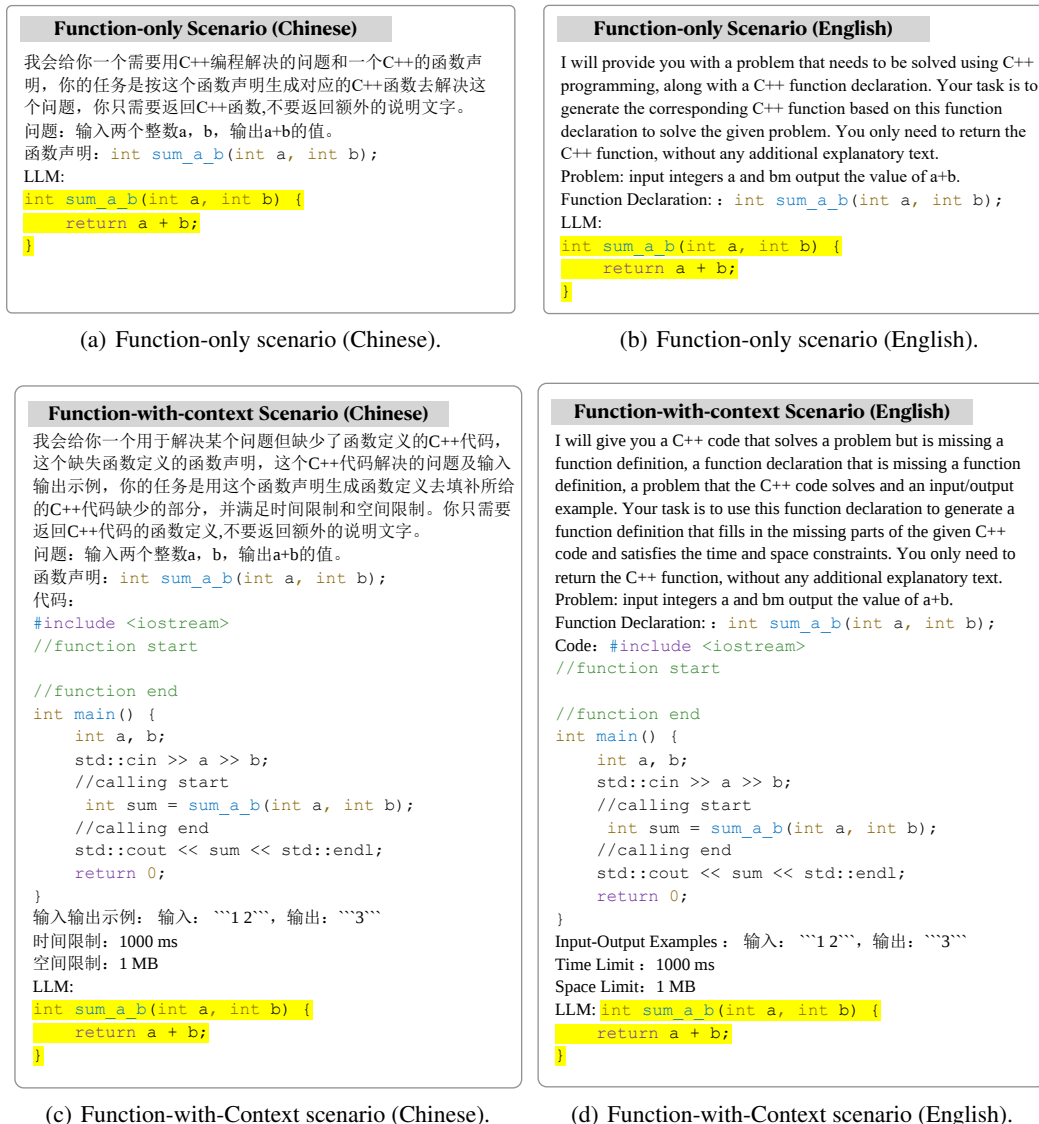 Function-only Scenario (Chinese)
我会给你一个需要用C++编程解决的问题和一个C++的函数声
明，你的任务是按这个函数声明生成对应的C++函数去解决这
个问题，你只需要返回C++函数,不要返回额外的说明文字。
问题：输入两个整数a，b，输出a+b的值。
函数声明：int sum_a_b(int a, int b);
LLM:
int sum_a_b(int a, int b) {
    return a + b;
}
(a) Function-only scenario (Chinese).
Function-only Scenario (English)
I will provide you with a problem that needs to be solved using C++
programming, along with a C++ function declaration. Your task is to
generate the corresponding C++ function based on this function
declaration to solve the given problem. You only need to return the
C++ function, without any additional explanatory text.
Problem: input integers a and bm output the value of a+b.
Function Declaration:：int sum_a_b(int a, int b);
LLM:
int sum_a_b(int a, int b) {
    return a + b;
}
(b) Function-only scenario (English).
Function-with-context Scenario (Chinese)
我会给你一个用于解决某个问题但缺少了函数定义的C++代码，
这个缺失函数定义的函数声明，这个C++代码解决的问题及输入
输出示例，你的任务是用这个函数声明生成函数定义去填补所给
的C++代码缺少的部分，并满足时间限制和空间限制。你只需要
返回C++代码的函数定义,不要返回额外的说明文字。
问题：输入两个整数a，b，输出a+b的值。
函数声明：int sum_a_b(int a, int b);
代码：
#include <iostream>
//function start
//function end
int main() {
    int a, b;
    std::cin >> a >> b;
    //calling start
     int sum = sum_a_b(int a, int b);
    //calling end
    std::cout << sum << std::endl;
    return 0;
}
输入输出示例： 输入： ```1 2```，输出：```3```
时间限制：1000 ms
空间限制：1 MB
LLM:
int sum_a_b(int a, int b) {
    return a + b;
}
(c) Function-with-Context scenario (Chinese).
Function-with-context Scenario (English)
I will give you a C++ code that solves a problem but is missing a
function definition, a function declaration that is missing a function
definition, a problem that the C++ code solves and an input/output
example. Your task is to use this function declaration to generate a
function definition that fills in the missing parts of the given C++
code and satisfies the time and space constraints. You only need to
return the C++ function, without any additional explanatory text.
Problem: input integers a and bm output the value of a+b.
Function Declaration:：int sum_a_b(int a, int b);
Code：#include <iostream>
//function start
//function end
int main() {
    int a, b;
    std::cin >> a >> b;
    //calling start
     int sum = sum_a_b(int a, int b);
    //calling end
    std::cout << sum << std::endl;
    return 0;
}
Input-Output Examples： 输入： ```1 2```，输出：```3```
Time Limit：1000 ms
Space Limit：1 MB
LLM: int sum_a_b(int a, int b) {
    return a + b;
}
(d) Function-with-Context scenario (English).